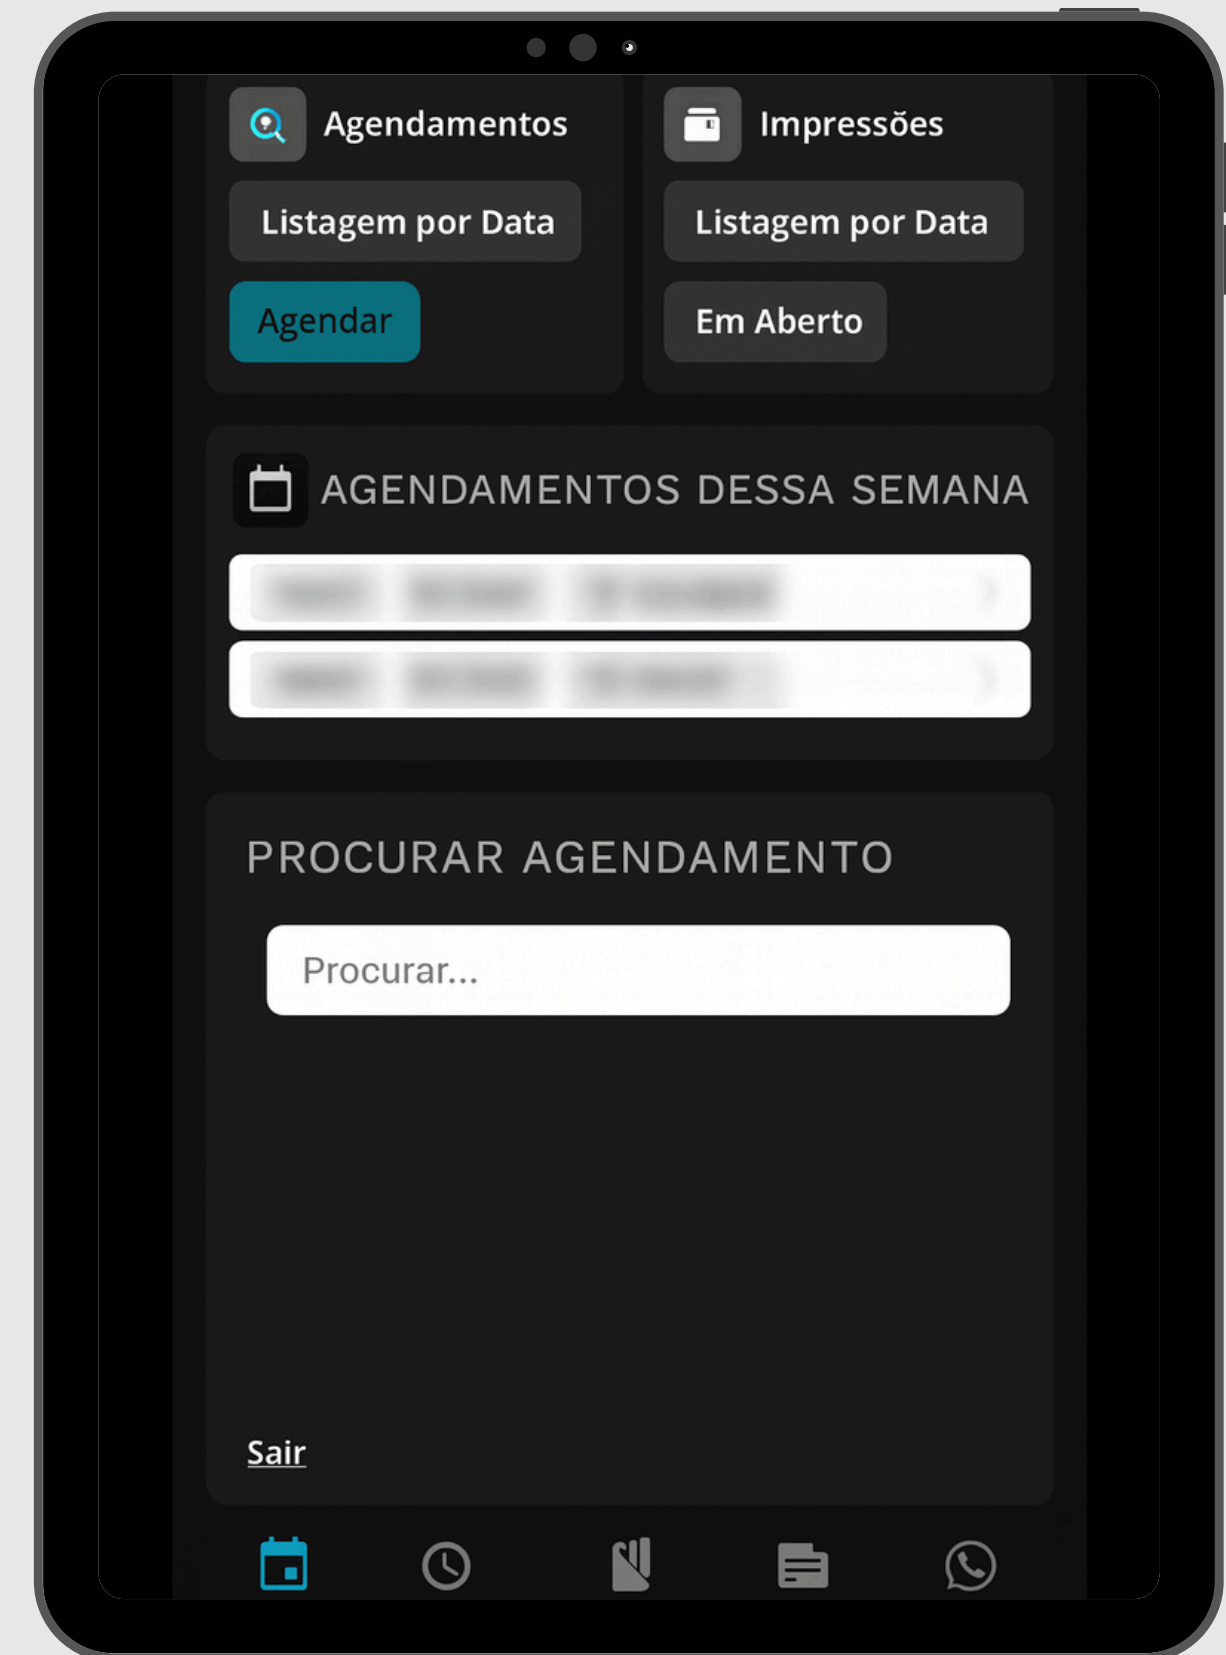 Agendamentos
Listagem por Data
Agendar
Impressões
Listagem por Data
Em Aberto
AGENDAMENTOS DESSA SEMANA
PROCURAR AGENDAMENTO
Procurar...
Sair